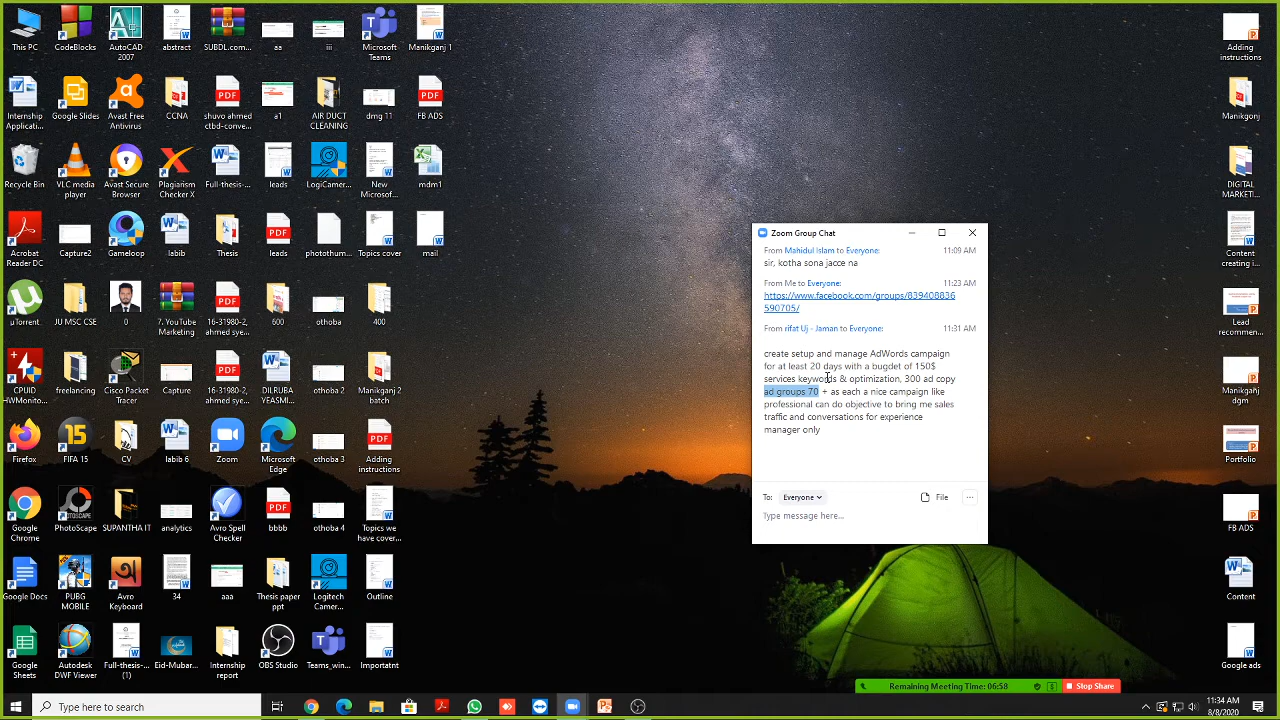 This PC
CodeBlocks
AutoCAD
2007
abstract
SUBDL.com...
aa
iii
Microsoft
Teams
Manikganj 1
Adding
instructions
Internship
Applicati...
Google Slides
Avast Free
Antivirus
CCNA
shuvo ahmed
ctbd-conve...
a1
AIR DUCT
CLEANING
dmg 11
FB ADS
Manikgonj
Recycle Bin
VLC media
player
Avast Secure
Browser
Plagiarism
Checker X
Full-thesis-...
leads
LogiCamer...
New
Microsof...
mdm1
DIGITAL
MARKETI...
Acrobat
Reader DC
Capture2
Typeeto
labib
Thesis
leads
photothum...
Topics cover
mail
Content
creating i...
µTorrent
JU MSC CSE
0
7. YouTube
Marketing
16-31980-2,
ahmed sye...
600
othoba
400
Lead
recommen...
CPUID
HWMonito...
freelancing
Cisco Packet
Tracer
Capture
16-31980-2,
ahmed sye...
DILRUBA
YEASMI...
othoba 2
Manikganj 2
batch
Manikgahj
dgm
Firefox
FIFA 15
CV
labib 6
Zoom
Microsoft
Edge
othoba 3
Adding
instructions
Portfolio
Google
Chrome
PhotoScape
SUPANTHA IT
analytics
Avro Spell
Checker
bbbb
othoba 4
Topics we
have cover...
FB ADS
Google Docs
PUBG
MOBILE
Avro
Keyboard
34
aaa
Thesis paper
ppt
Logitech
Camer...
Outline
Content
Google
Sheets
Autodesk
DWF Viewer
Full-thesis-...
(1)
Eid-Mubar...
Internship
report
OBS Studio
Teams_win...
Importatnt
Google ads
Zoom Group Chat
From Mahidul Islam to Everyone: 11:09 AM
sir, kotha sona jacce na
From Me to Everyone: 11:23 AM
https://www.facebook.com/groups/839408836
590705/
From rifat Uj - Jaman to Everyone: 11:31 AM
create setup and manage AdWords campaign
for at least 20 days with a bugdet of 150$
services keywords & optimization, 300 ad copy
ad groups 70 + as each a nice campaign like
professional can do objective to bring me sales
traffic and conversations for experience
manager only
To: Everyone
File
Type message here...
Remaining Meeting Time: 06:58
Stop Share
Type here to search
11:34 AM
8/8/2020